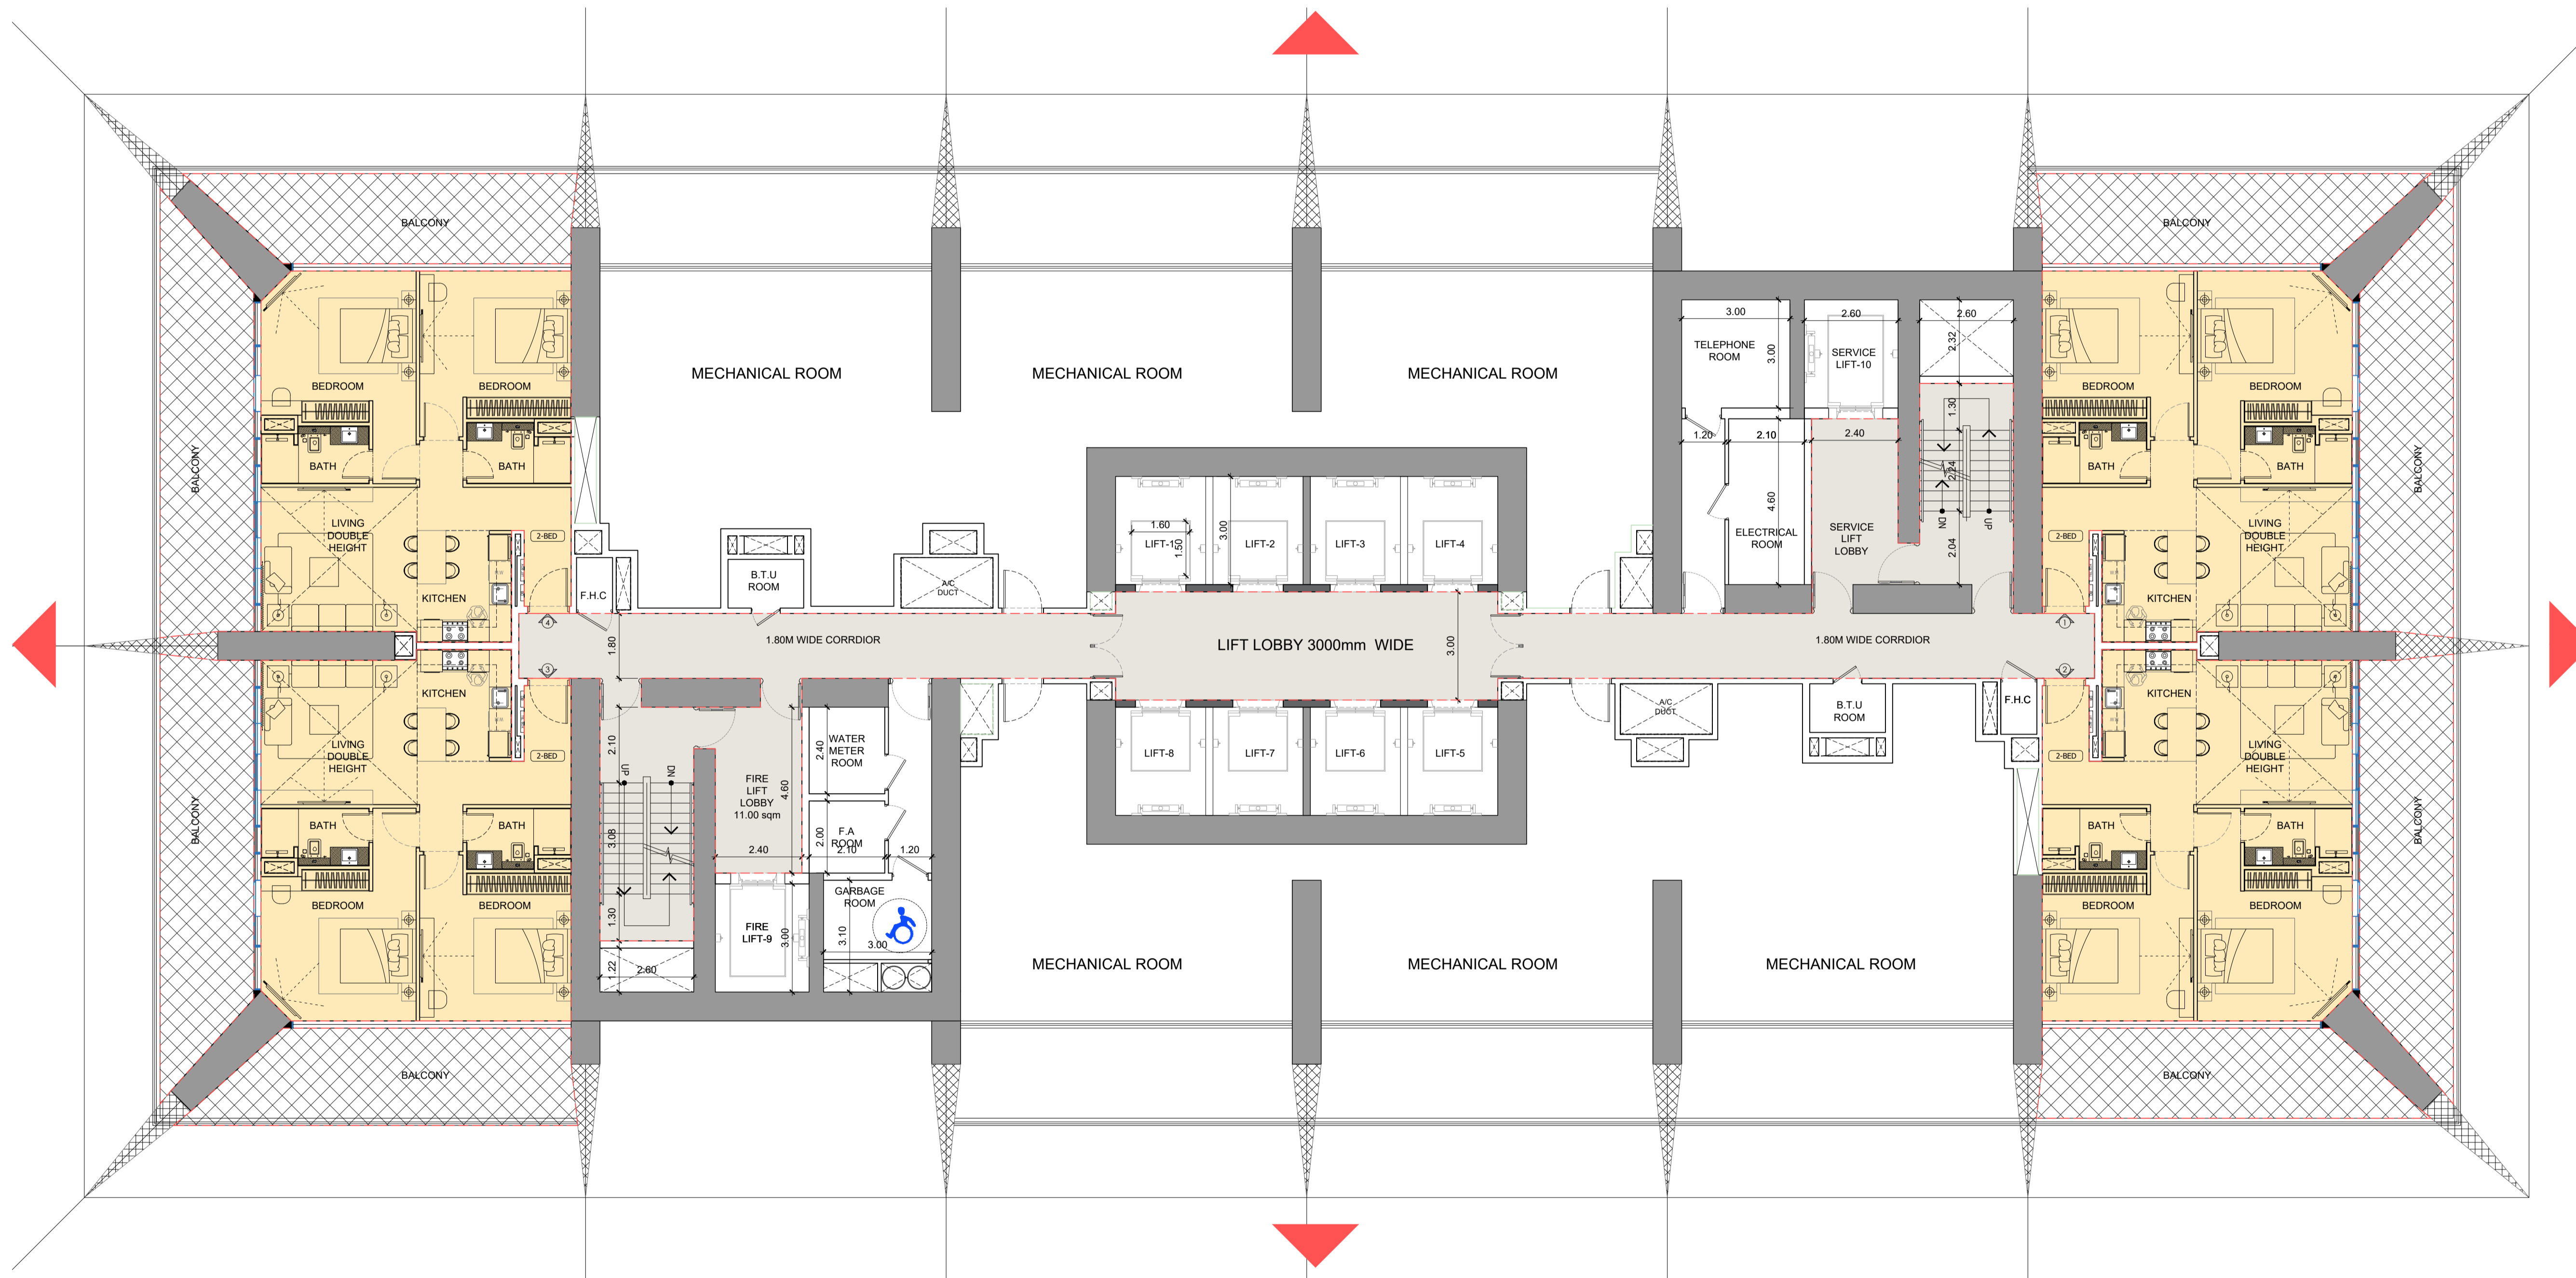 BALCONY
BALCONY
3.00
2.60
2.60
TELEPHONE
ROOM
3.00
SERVICE
LIFT-10
2.32
MECHANICAL ROOM
MECHANICAL ROOM
MECHANICAL ROOM
BEDROOM
BEDROOM
BEDROOM
BEDROOM
1.30
1.20
2.10
2.40
BALCONY
BATH
BATH
2.24
BATH
BATH
BALCONY
4.60
LIVING
DOUBLE
HEIGHT
2-BED
1.60
1.50
3.00
LIFT-1
LIFT-2
LIFT-3
LIFT-4
ELECTRICAL
ROOM
SERVICE
LIFT
LOBBY
DN
UP
2.04
2-BED
LIVING
DOUBLE
HEIGHT
KITCHEN
F.H.C
B.T.U
ROOM
A/C
DUCT
KITCHEN
4
1.80
1.80M WIDE CORRDIOR
LIFT LOBBY 3000mm WIDE
3.00
1.80M WIDE CORRDIOR
1
3
2
KITCHEN
A/C
DUCT
B.T.U
ROOM
F.H.C
KITCHEN
LIVING
DOUBLE
HEIGHT
2-BED
2.10
UP
DN
FIRE
LIFT
LOBBY
11.00 sqm
4.60
2.40
WATER
METER
ROOM
LIFT-8
LIFT-7
LIFT-6
LIFT-5
2-BED
LIVING
DOUBLE
HEIGHT
BALCONY
BATH
BATH
3.08
2.40
2.00
F.A
ROOM
2.10
1.20
BATH
BATH
BALCONY
BEDROOM
BEDROOM
1.30
GARBAGE
ROOM
FIRE
LIFT-9
3.00
3.10
3.00
BEDROOM
BEDROOM
1.22
2.60
MECHANICAL ROOM
MECHANICAL ROOM
MECHANICAL ROOM
BALCONY
BALCONY